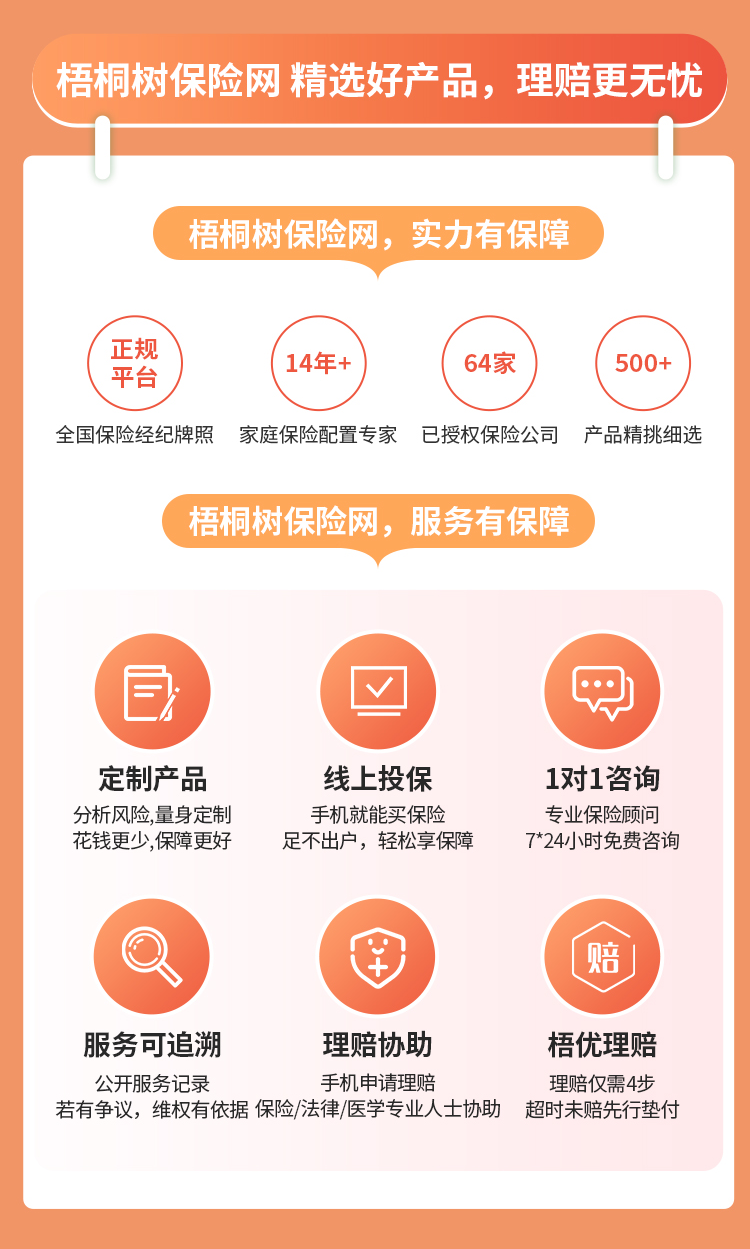 梧桐树保险网 精选好产品，理赔更无忧
梧桐树保险网，实力有保障
正规
平台
14年+
64家
500+
全国保险经纪牌照
家庭保险配置专家
已授权保险公司
产品精挑细选
梧桐树保险网，服务有保障
定制产品
分析风险,量身定制
花钱更少,保障更好
线上投保
手机就能买保险
足不出户，轻松享保障
1对1咨询
专业保险顾问
7*24小时免费咨询
赔
服务可追溯
公开服务记录
若有争议，维权有依据
理赔协助
手机申请理赔
保险/法律/医学专业人士协助
梧优理赔
理赔仅需4步
超时未赔先行垫付